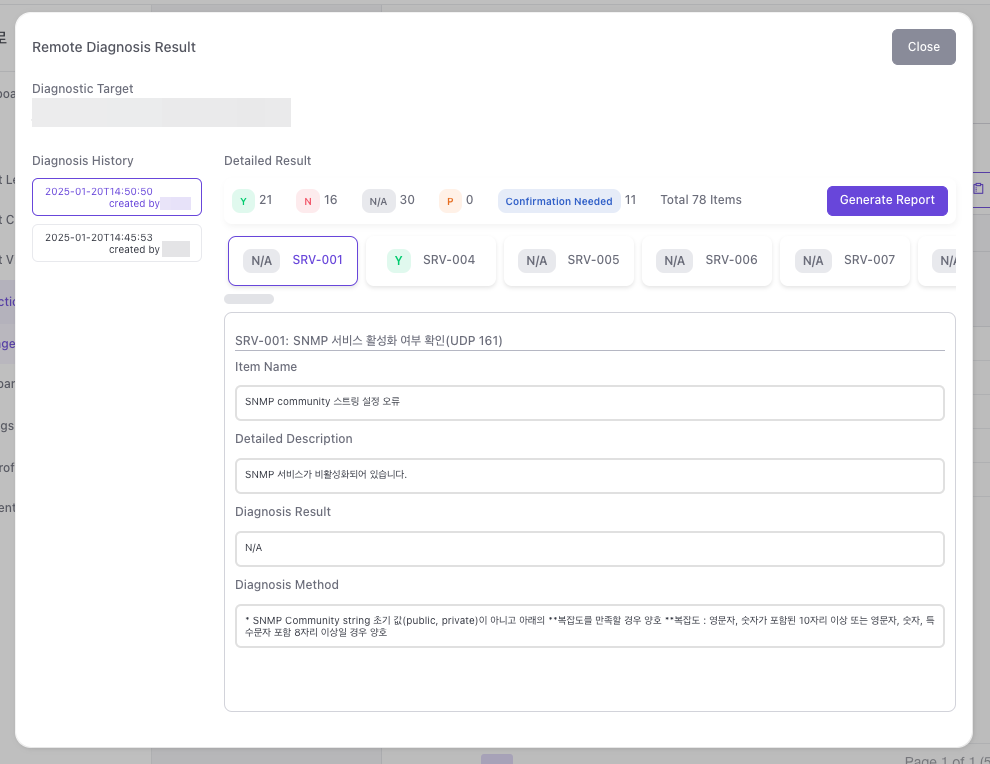 Remote Diagnosis Result
Close
Diagnostic Target
Diagnosis History
2025-01-20T14:50:50
created by
2025-01-20T14:45:53
created by
Detailed Result
Y 21 N 16 N/A 30 P 0 Confirmation Needed 11 Total 78 Items
Generate Report
N/A SRV-001 Y SRV-004 N/A SRV-005 N/A SRV-006 N/A SRV-007
SRV-001: SNMP 서비스 활성화 여부 확인(UDP 161)
Item Name
SNMP community 스트링 설정 오류
Detailed Description
SNMP 서비스가 비활성화되어 있습니다.
Diagnosis Result
N/A
Diagnosis Method
* SNMP Community string 초기 값(public, private)이 아니고 아래의 **복잡도를 만족할 경우 양호 **복잡도 : 영문자, 숫자가 포함된 10자리 이상 또는 영문자, 숫자, 특
수문자 포함 8자리 이상일 경우 양호
Page 1 of 1